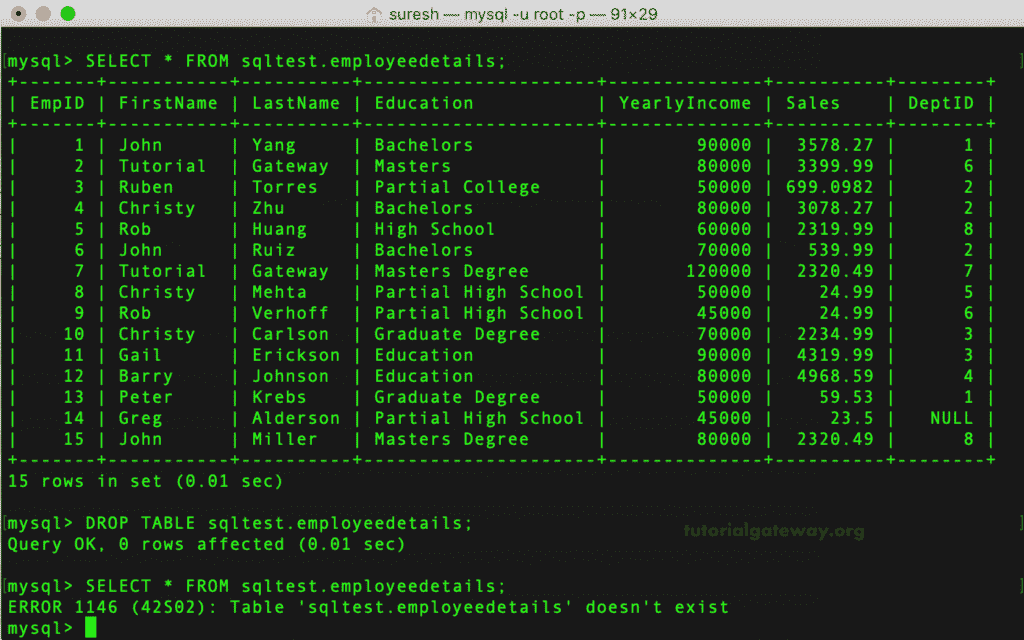 suresh — mysql -u root -p — 91×29
mysql> SELECT * FROM sqltest.employeedetails;
+-------+-----------+----------+---------------------+--------------+----------+--------+
| EmpID | FirstName | LastName | Education           | YearlyIncome | Sales    | DeptID |
+-------+-----------+----------+---------------------+--------------+----------+--------+
|     1 | John      | Yang     | Bachelors           |        90000 |  3578.27 |      1 |
|     2 | Tutorial  | Gateway  | Masters             |        80000 |  3399.99 |      6 |
|     3 | Ruben     | Torres   | Partial College     |        50000 | 699.0982 |      2 |
|     4 | Christy   | Zhu      | Bachelors           |        80000 |  3078.27 |      2 |
|     5 | Rob       | Huang    | High School         |        60000 |  2319.99 |      8 |
|     6 | John      | Ruiz     | Bachelors           |        70000 |   539.99 |      2 |
|     7 | Tutorial  | Gateway  | Masters Degree      |       120000 |  2320.49 |      7 |
|     8 | Christy   | Mehta    | Partial High School |        50000 |    24.99 |      5 |
|     9 | Rob       | Verhoff  | Partial High School |        45000 |    24.99 |      6 |
|    10 | Christy   | Carlson  | Graduate Degree     |        70000 |  2234.99 |      3 |
|    11 | Gail      | Erickson | Education           |        90000 |  4319.99 |      3 |
|    12 | Barry     | Johnson  | Education           |        80000 |  4968.59 |      4 |
|    13 | Peter     | Krebs    | Graduate Degree     |        50000 |    59.53 |      1 |
|    14 | Greg      | Alderson | Partial High School |        45000 |     23.5 |   NULL |
|    15 | John      | Miller   | Masters Degree      |        80000 |  2320.49 |      8 |
+-------+-----------+----------+---------------------+--------------+----------+--------+
15 rows in set (0.01 sec)
mysql> DROP TABLE sqltest.employeedetails;
Query OK, 0 rows affected (0.01 sec)
tutorialgateway.org
mysql> SELECT * FROM sqltest.employeedetails;
ERROR 1146 (42S02): Table 'sqltest.employeedetails' doesn't exist
mysql>